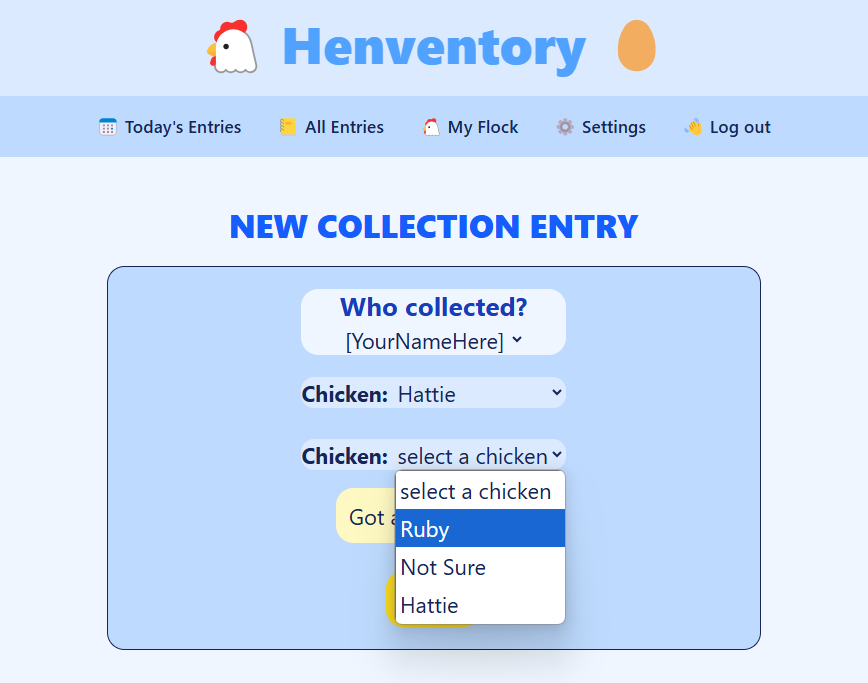 Henventory
Today's Entries All Entries My Flock Settings Log out
NEW COLLECTION ENTRY
Who collected?
[YourNameHere]
Chicken: Hattie
Chicken: select a chicken
select a chicken
Got
Ruby
Not Sure
Hattie